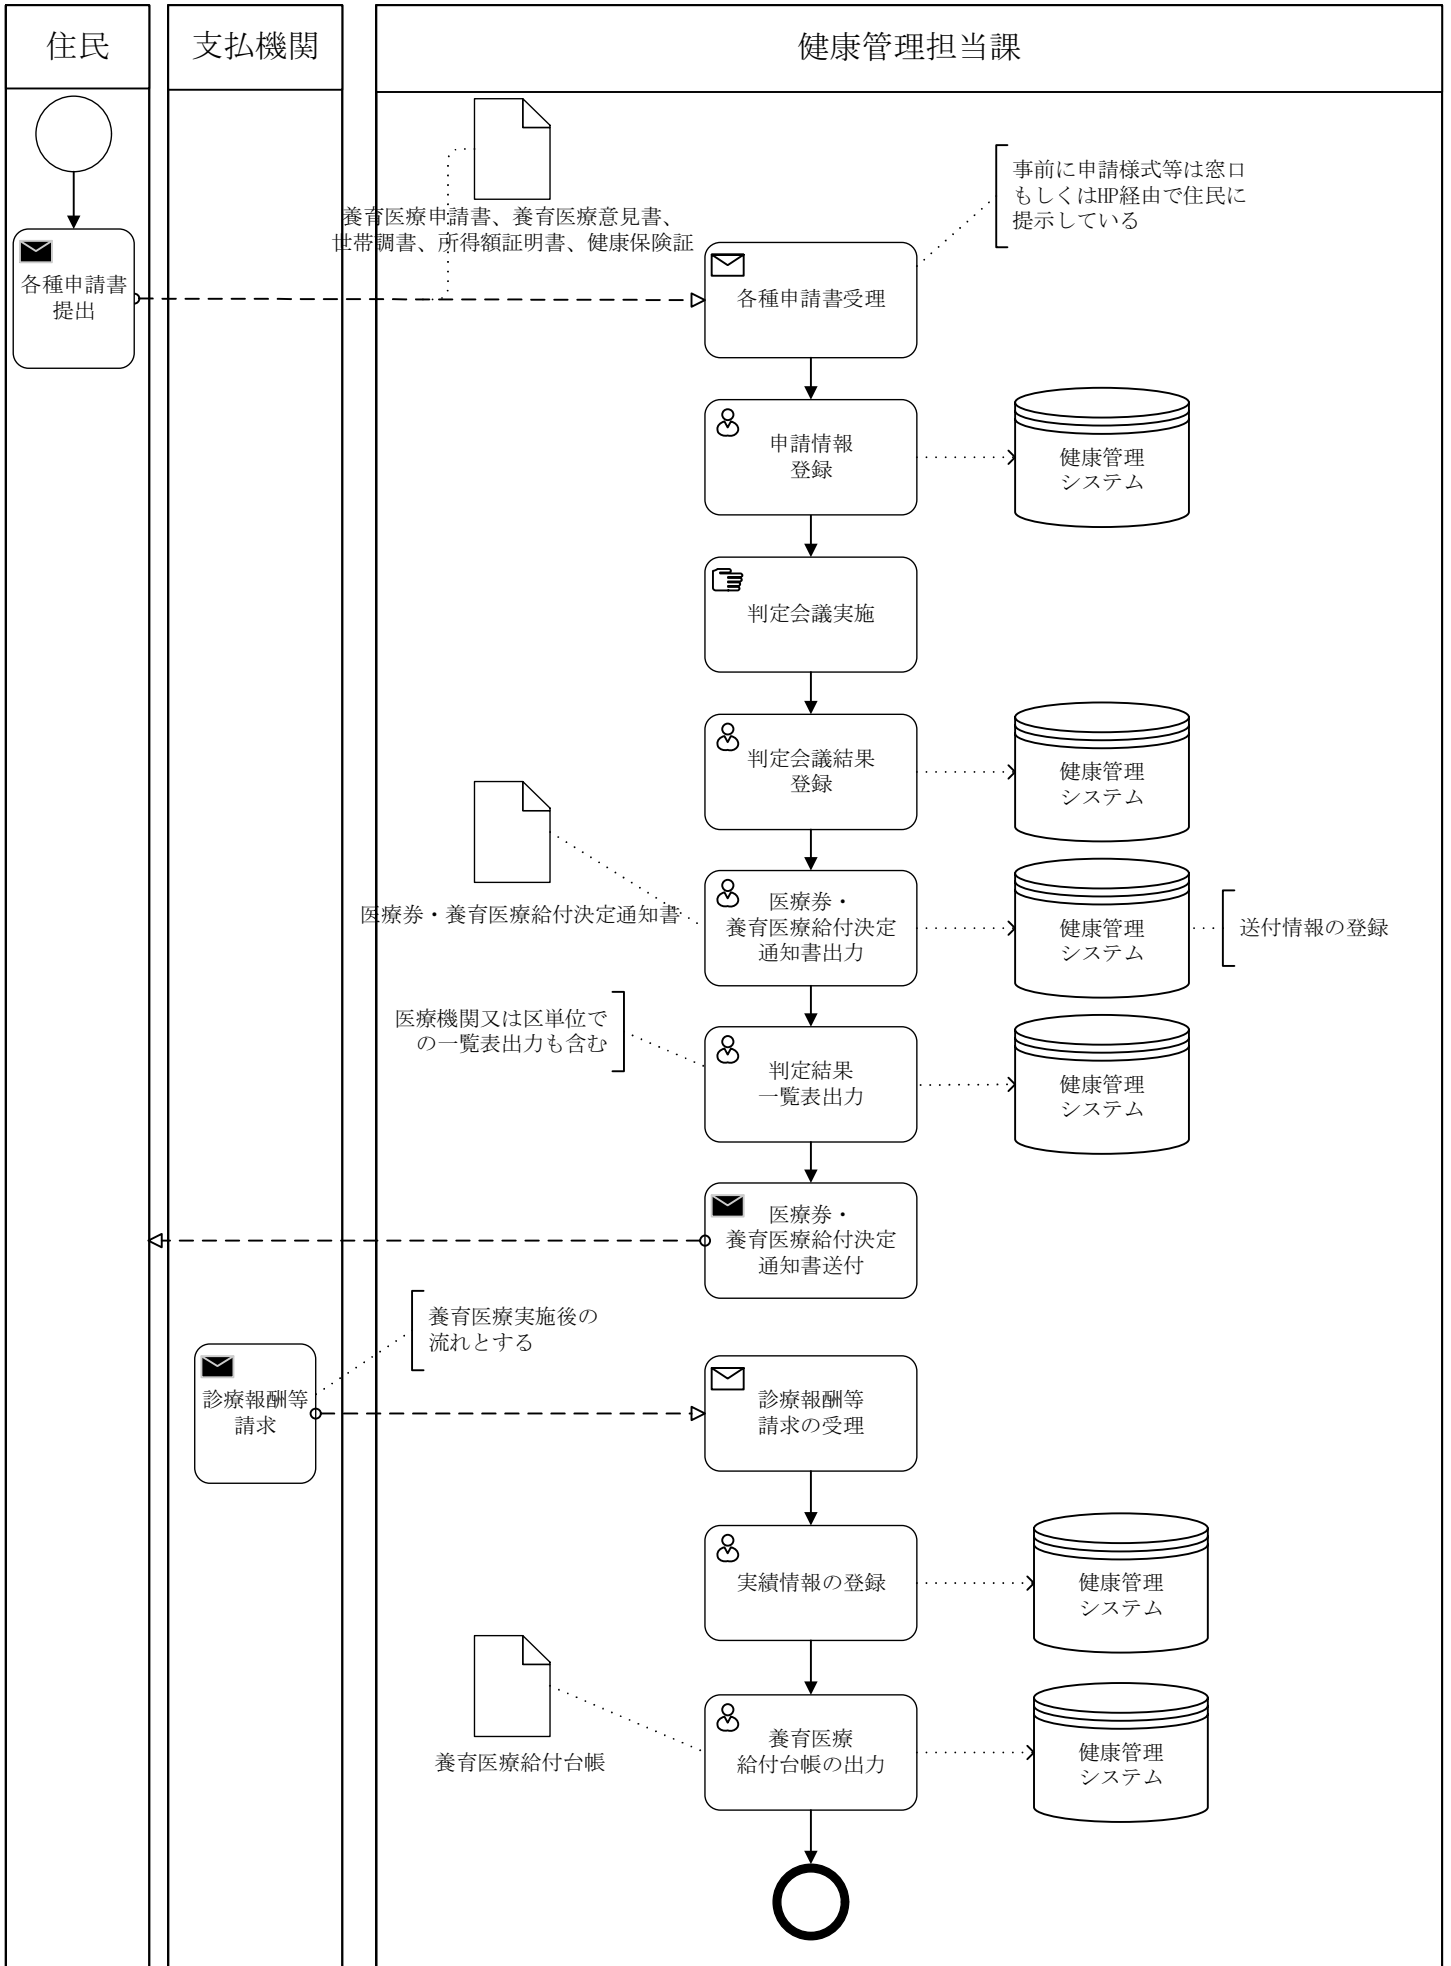 住民
支払機関
健康管理担当課
事前に申請様式等は窓口
もしくはHP経由で住民に
提示している
養育医療申請書、養育医療意見書、
世帯調書、所得額証明書、健康保険証
各種申請書
提出
各種申請書受理
申請情報
登録
健康管理
システム
判定会議実施
判定会議結果
登録
健康管理
システム
医療券・養育医療給付決定通知書
医療券・
養育医療給付決定
通知書出力
健康管理
システム
送付情報の登録
医療機関又は区単位で
の一覧表出力も含む
判定結果
一覧表出力
健康管理
システム
医療券・
養育医療給付決定
通知書送付
養育医療実施後の
流れとする
診療報酬等
請求
診療報酬等
請求の受理
実績情報の登録
健康管理
システム
養育医療給付台帳
養育医療
給付台帳の出力
健康管理
システム